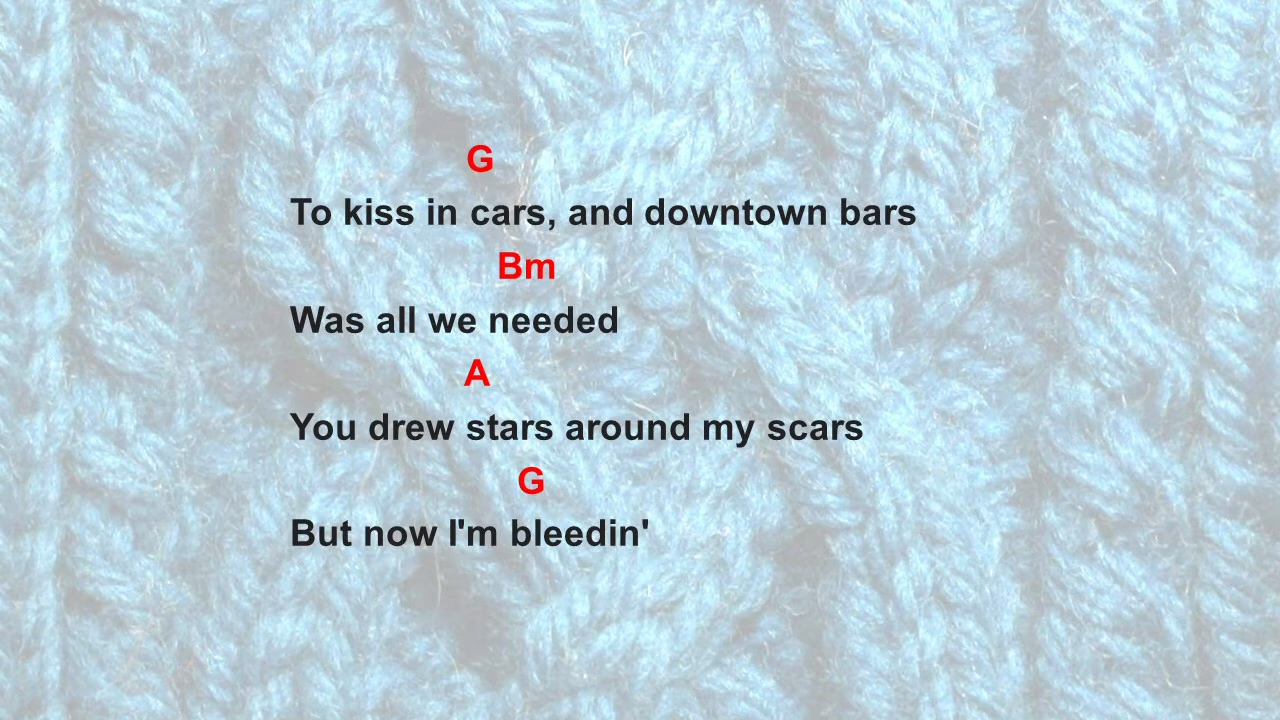 G
To kiss in cars, and downtown bars
Bm
Was all we needed
A
You drew stars around my scars
G
But now I'm bleedin'